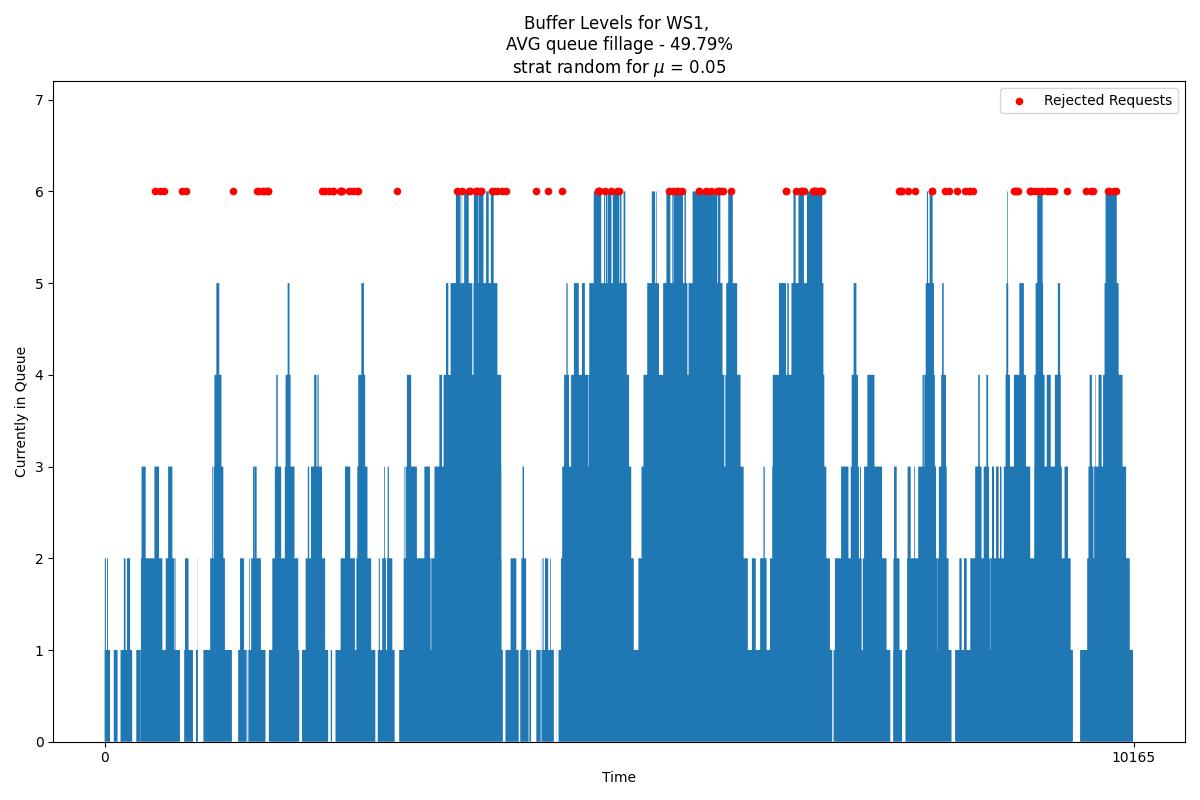 Buffer Levels for WS1,
AVG queue fillage - 49.79%
strat random for μ = 0.05
Rejected Requests
Currently in Queue
7
6
5
4
3
2
1
0
0 10165
Time